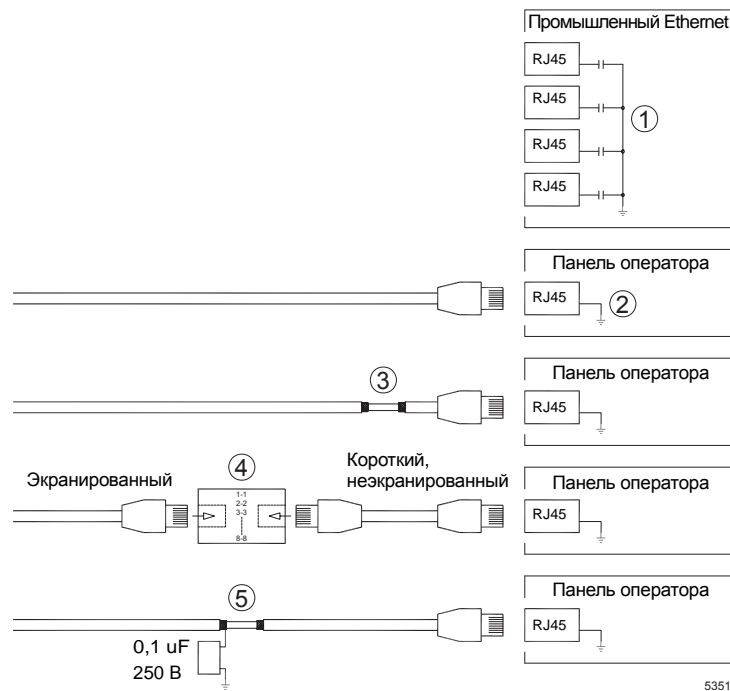 Промышленный Ethernet
RJ45
RJ45
RJ45
RJ45
1
Панель оператора
RJ45
2
Панель оператора
3
RJ45
Экранированный
4
Короткий,
неэкранированный
1-1
2-2
3-3
8-8
Панель оператора
RJ45
Панель оператора
5
RJ45
0,1 uF
250 В
5351